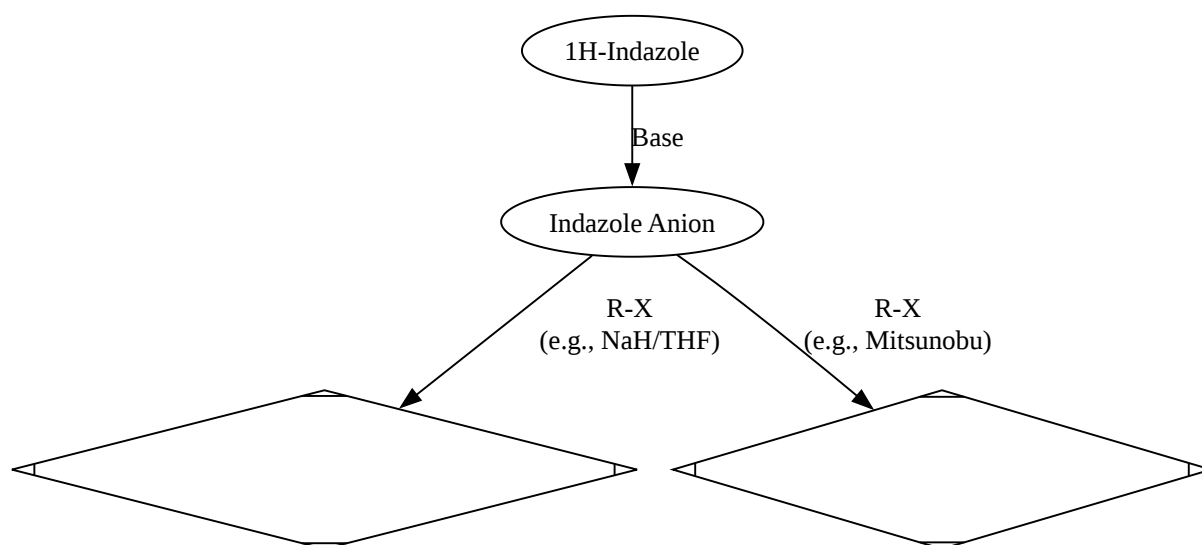 1H-Indazole
Base
Indazole Anion
R-X
(e.g., NaH/THF)
R-X
(e.g., Mitsunobu)